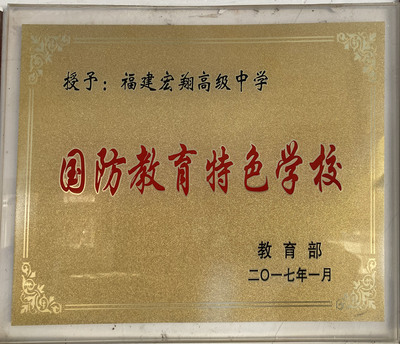 授予：福建宏翔高级中学
国防教育特色学校
教育部
二〇一七年一月